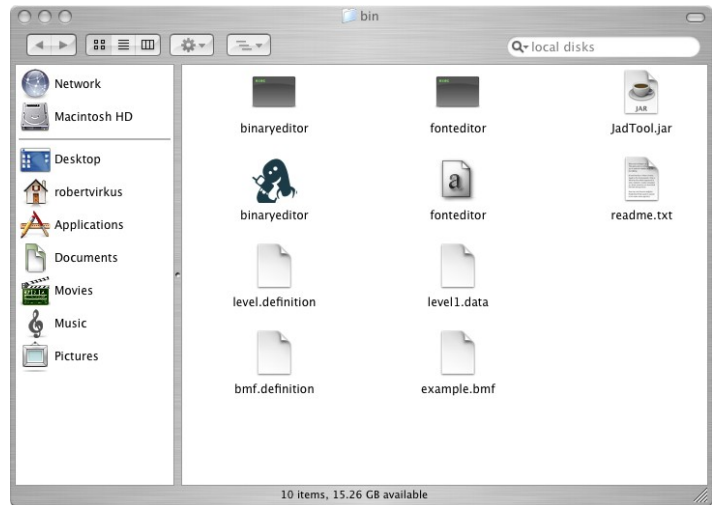 bin
local disks
Network
Macintosh HD
Desktop
robertvirkus
Applications
Documents
Movies
Music
Pictures
binaryeditor
fonteditor
JAR
JadTool.jar
binaryeditor
a
fonteditor
readme.txt
level.definition
level1.data
bmf.definition
example.bmf
10 items, 15.26 GB available